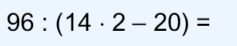 96 : (14 · 2 – 20) =